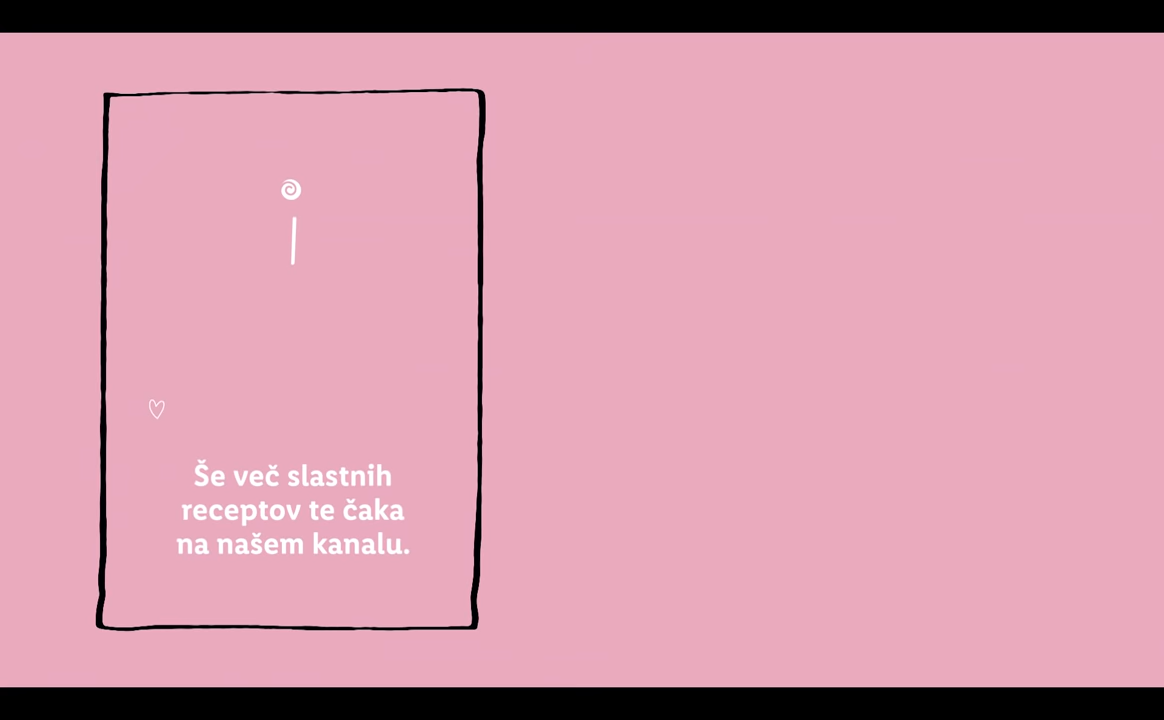 Še več slastnih
receptov te čaka
na našem kanalu.